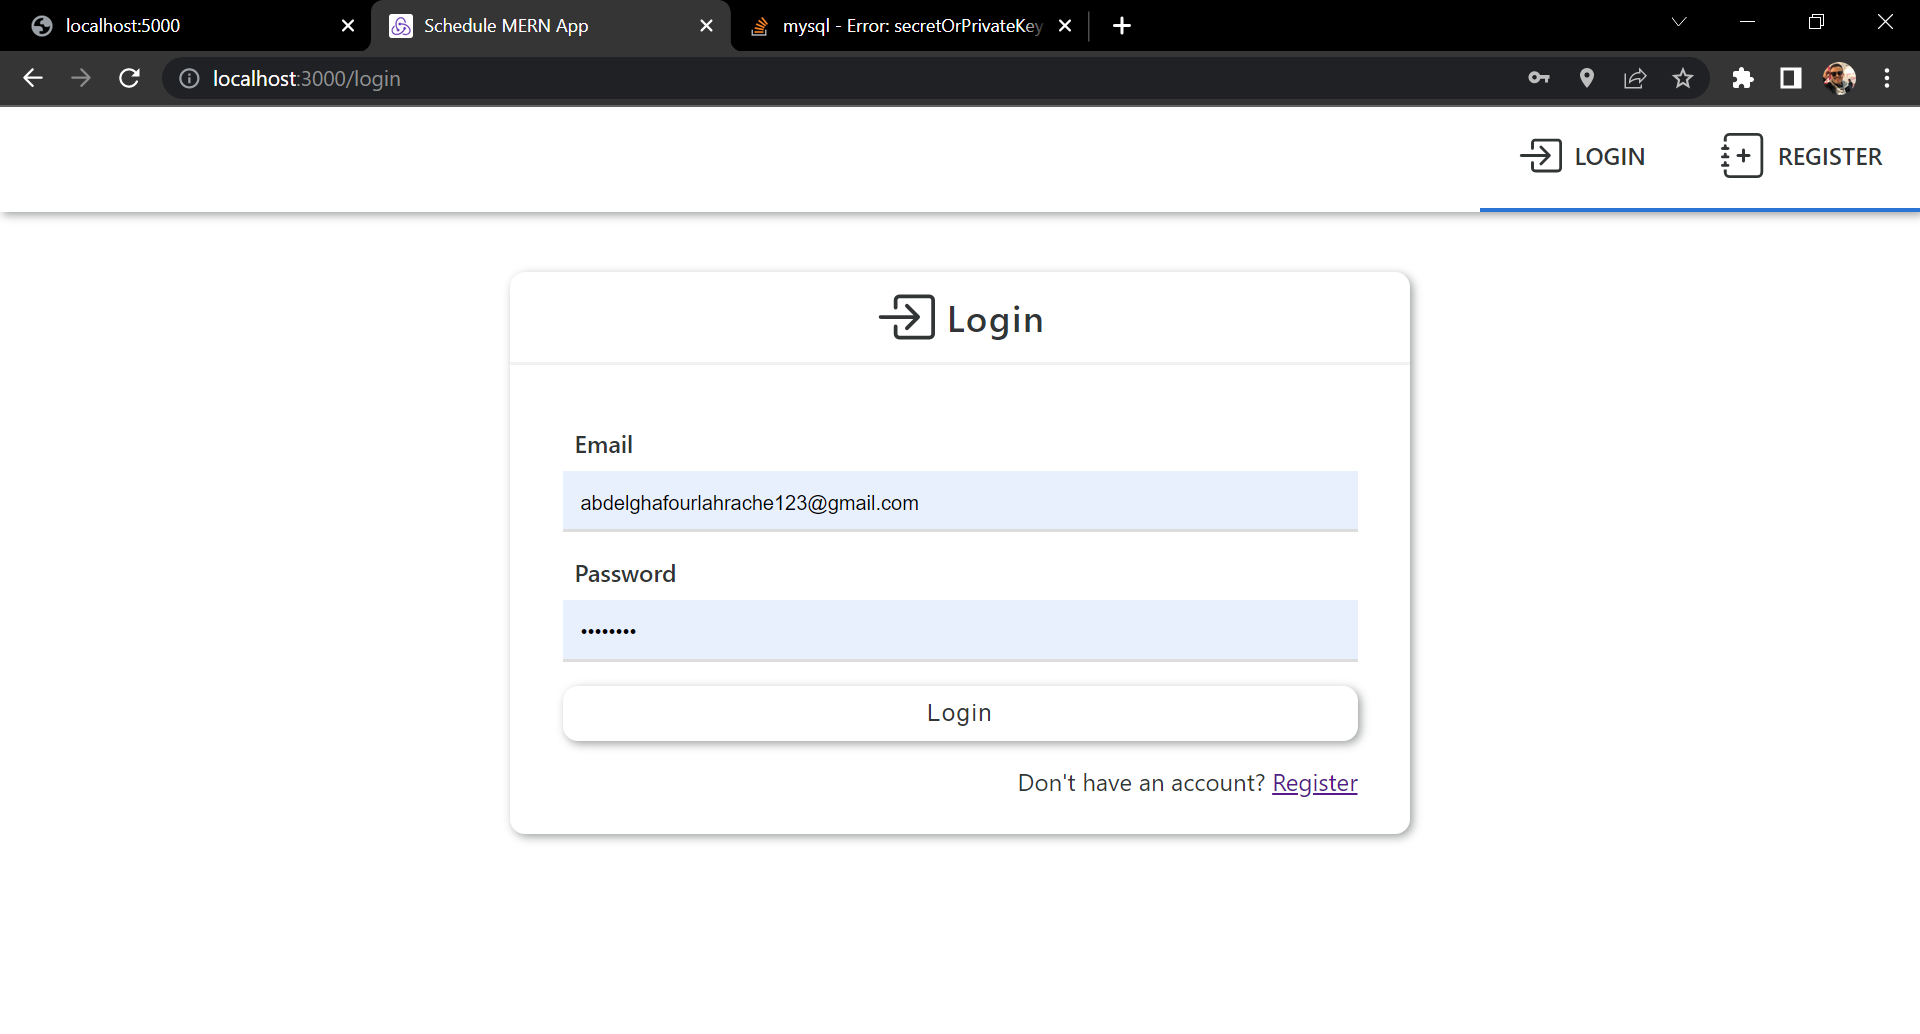 localhost:5000
Schedule MERN App
mysql - Error: secretOrPrivateKey
localhost:3000/login
LOGIN
REGISTER
Login
Email
abdelghafourlahrache123@gmail.com
Password
••••••••
Login
Don't have an account? Register